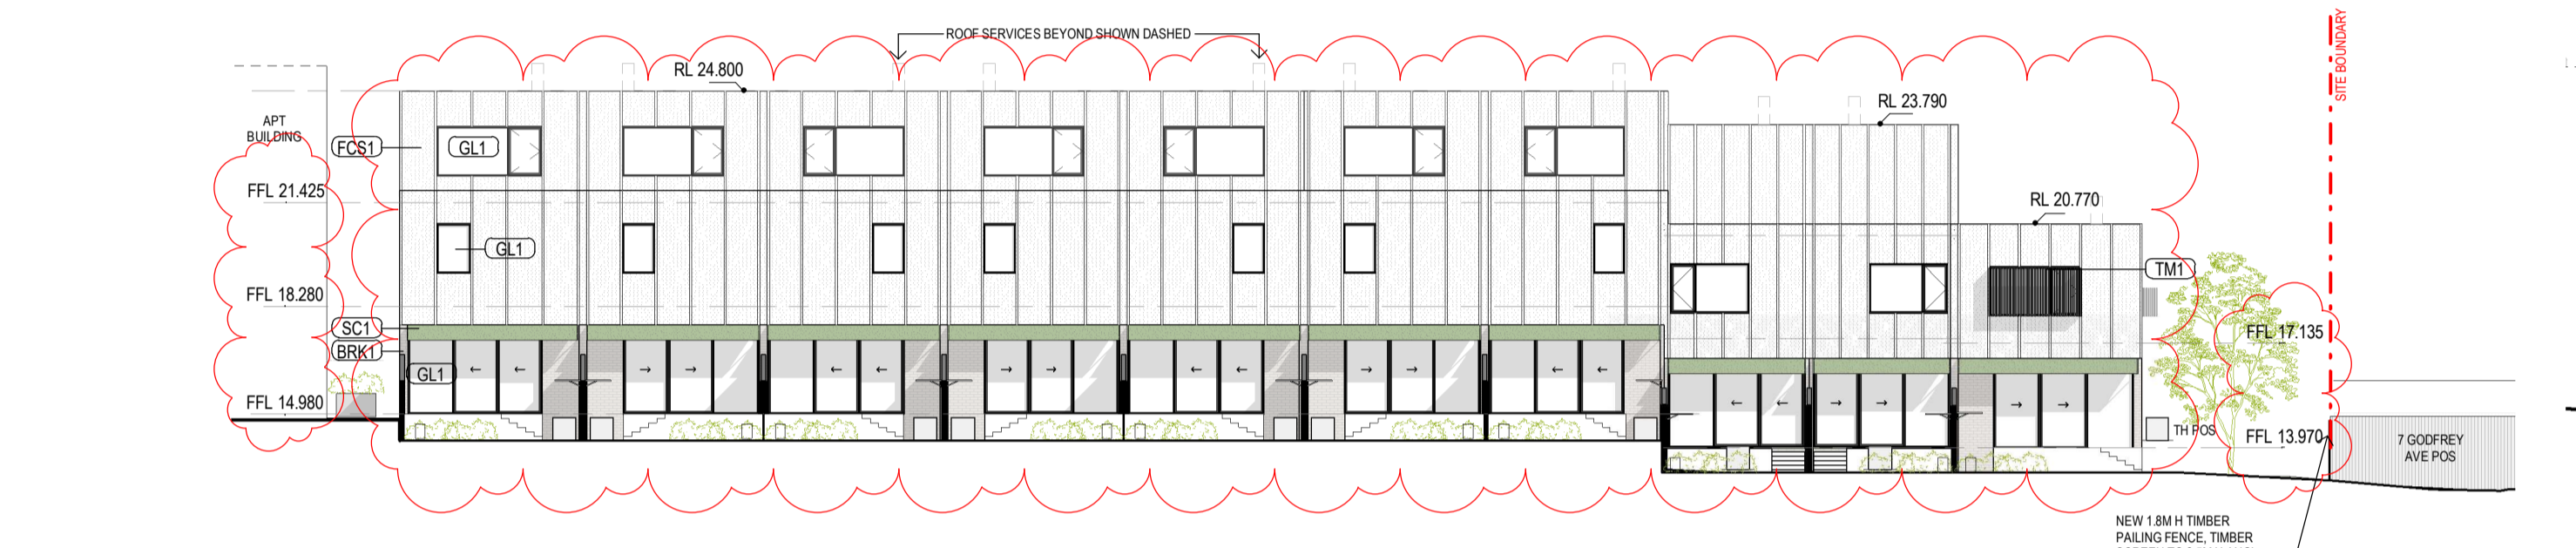 ROOF SERVICES BEYOND SHOWN DASHED
SITE BOUNDARY
RL 24.800
RL 23.790
APT
BUILDING
FCS1
GL1
FFL 21.425
RL 20.770
GL1
TM1
FFL 18.280
SC1
FFL 17.135
BRK1
GL1
FFL 14.980
TH POS
FFL 13.970
7 GODFREY
AVE POS
NEW 1.8M H TIMBER
PAILING FENCE, TIMBER